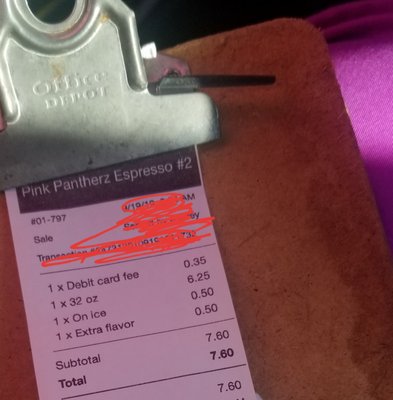 Office
DEPOT
Pink Pantherz Espresso #2
#01-797
AM
Sale
1 x Debit card fee 0.35
1 x 32 oz 6.25
1 x On ice 0.50
1 x Extra flavor 0.50
Subtotal 7.60
Total 7.60
7.60